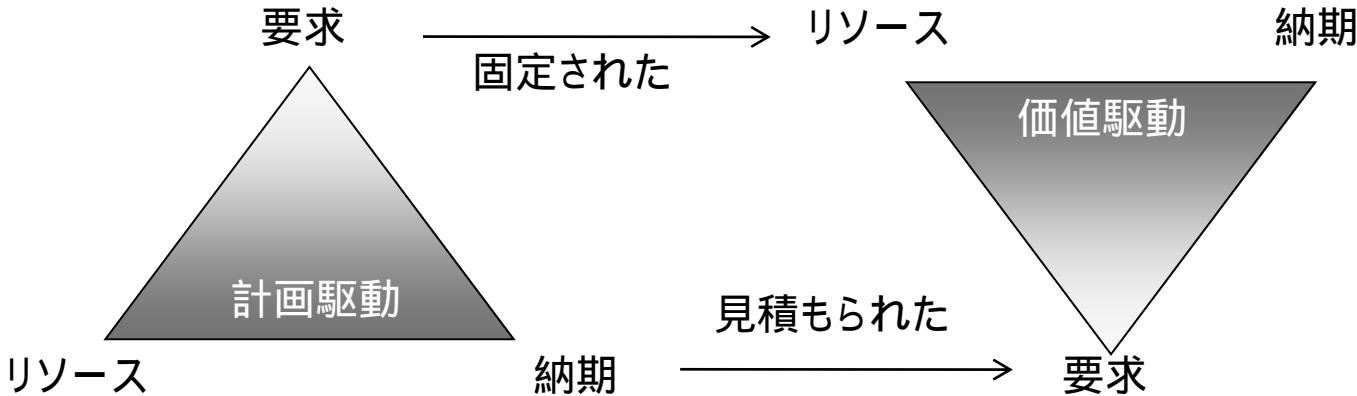 要求
固定された
リソース
納期
価値駆動
計画駆動
リソース
納期
見積もられた
要求